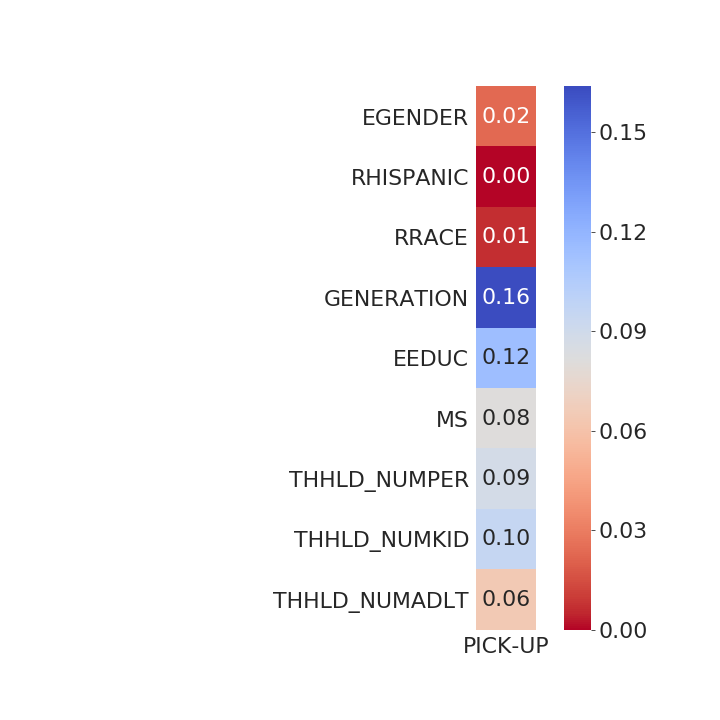 EGENDER 0.02
RHISPANIC 0.00
RRACE 0.01
GENERATION 0.16
EEDUC 0.12
MS 0.08
THHLD_NUMPER 0.09
THHLD_NUMKID 0.10
THHLD_NUMADLT 0.06
PICK-UP
0.15
0.12
0.09
0.06
0.03
0.00